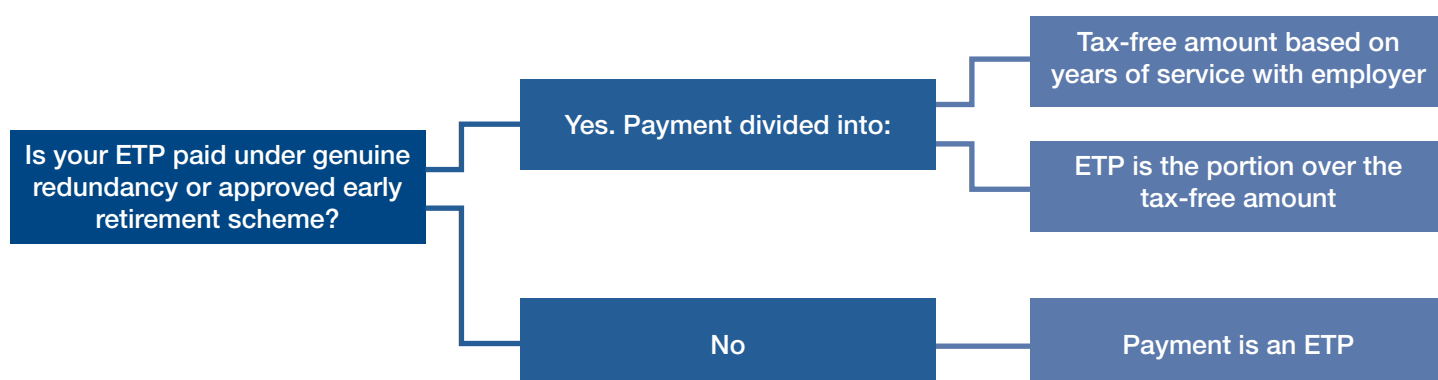 Is your ETP paid under genuine
redundancy or approved early
retirement scheme?
Yes. Payment divided into:
Tax-free amount based on
years of service with employer
ETP is the portion over the
tax-free amount
No
Payment is an ETP